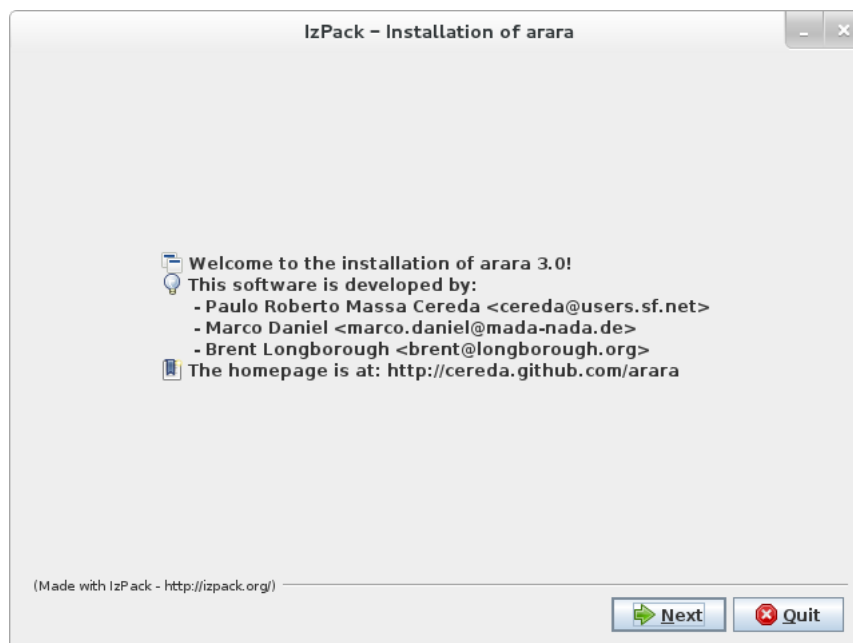 IzPack – Installation of arara
Welcome to the installation of arara 3.0!
This software is developed by:
- Paulo Roberto Massa Cereda <cereda@users.sf.net>
- Marco Daniel <marco.daniel@mada-nada.de>
- Brent Longborough <brent@longborough.org>
The homepage is at: http://cereda.github.com/arara
(Made with IzPack - http://izpack.org/)
Next
Quit